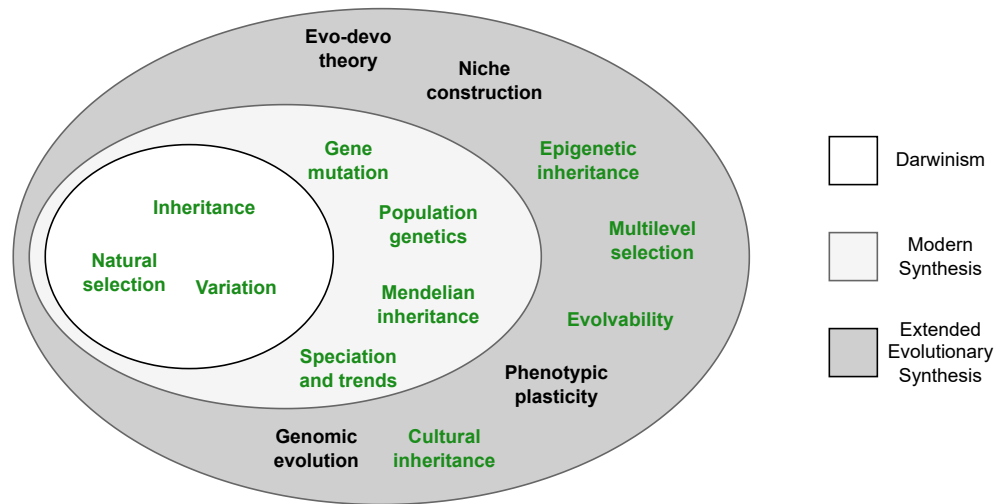 Evo-devo
theory
Niche
construction
Gene
mutation
Epigenetic
inheritance
Inheritance
Population
genetics
Multilevel
selection
Natural
selection
Variation
Mendelian
inheritance
Evolvability
Speciation
and trends
Phenotypic
plasticity
Genomic
evolution
Cultural
inheritance
Darwinism
Modern
Synthesis
Extended
Evolutionary
Synthesis